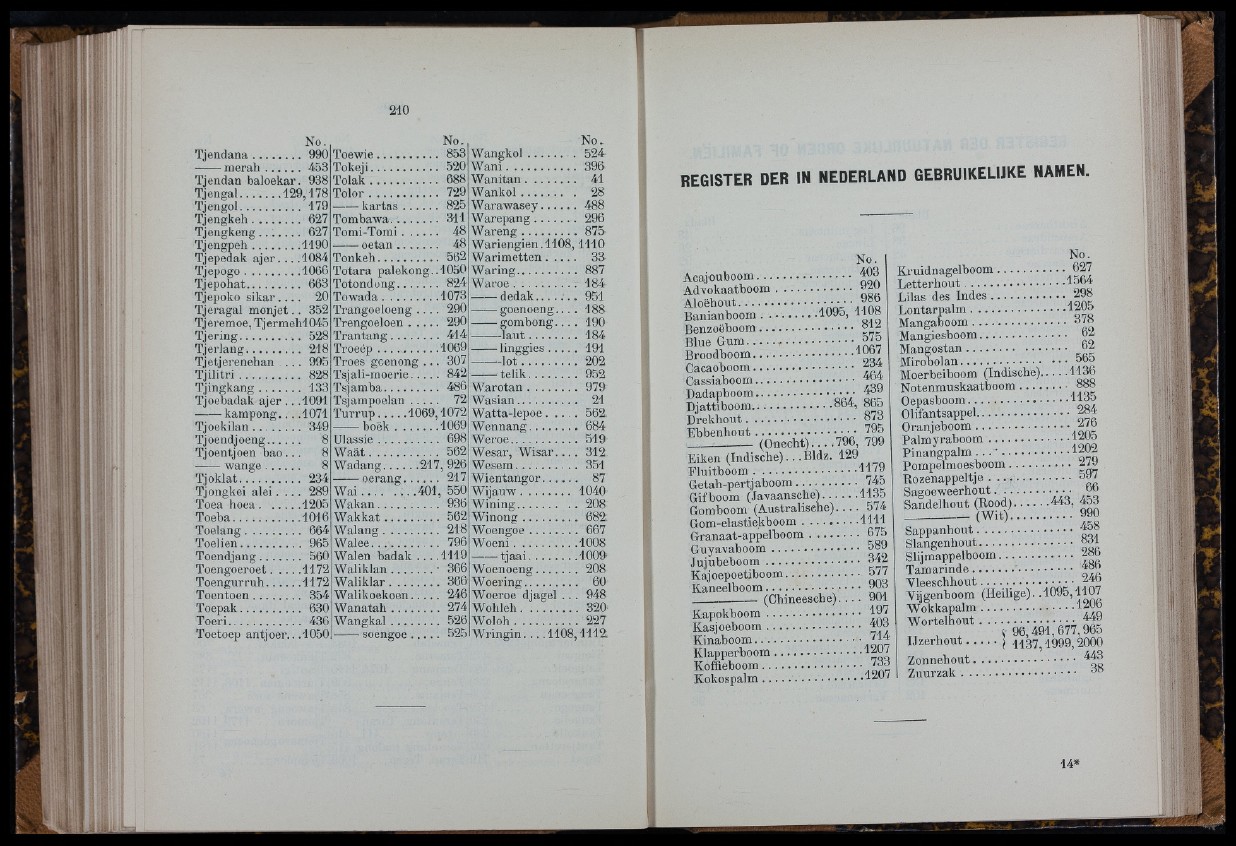 210
No.
Tjendana ........ 990
—— merah ...... 453
Tjendan baloekar. 938
Tjengal.......129, 178
Tjengol......... 179
Tjengkeh ........ 627
Tjengkeng ....... 627
Tjengpeh ........1190
Tjepedak ajer....1084
Tjepogo .........1066
Tjepohat......... 663
Tjepoko sikar.... 20
Tjeragal monjet.. 352
Tjeremoe, Tjermeh1045
Tjering.......... 528
Tjerlang......... 218
Tjetjerenehan ... 995
Tjilitri ......... 828
Tjingkang ....... 133
Tjoebadak ajer ...1091
—— kampong....1071
Tjoekilan ........ 349
Tjoendjoeng...... 8
Tjoentjoen bao.... 8
—— wange...... 8
Tjoklat.......... 234
Tjongkei alei .... 289
Toea hoea. ......1205
Toeba...........1016
Toelang ......... 664
Toelien.......... 965
Toendjang....... 560
Toengoeroet.....1172
Toengurruh......1172
Toentoen ........ 354
Toepak.......... 630
Toeri............ 436
Toetoep antjoer...1050
No.
Toewie.......... 853
Tokeji........... 520
Tolak ........... 688
Tolor............ 729
—— kartas ...... 825
Tombawa........ 311
Tomi-Tomi ...... 48
—— oetan ....... 48
Tonkeh.......... 562
Totara palekong..1050
Totondong....... 824
Towada .........1073
Trangoeloeng .... 290
Trengoeloen ..... 290
Trantang ........ 414
Troeëp ..........1069
Troes goenong ... 307
Tsjali-moerie..... 842
Tsjamba......... 486
Tsjampoelan ..... 72
Turrup.....1069, 1072
—— boëk .......1069
Ulassie .......... 698
Waät............ 562
Wadang.....217, 926
—— oerang...... 217
Wai.........401, 550
Wakan.......... 936
Wakkat......... 562
Walang ......... 218
Walee........... 796
Walen badak ....1119
Waliklan ........ 366
Waliklar......... 366
Walikoekoen..... 246
Wanatah ........ 274
Wangkal ........ 526
—— soengoe ..... 525
No.
Wangkol ........ 524
Wani............ 396
Wanitan......... 41
Wankol ......... 28
Warawasey...... 488
Warepang....... 296
Wareng ......... 875
Wariengien.1108, 1110
Warimetten ..... 33
Waring.......... 887
Waroe........... 184
—— dedak....... 951
—— goenoeng.... 188
—— gombong.... 190
—— laut......... 184
—— linggies..... 191
—— lot.......... 202
—— telik........ 952
Warotan ......... 979
Wasian.......... 21
Watta-lepoe..... 562
Wennang........ 684
Weroe........... 519
Wesar, Wisar.... 312
Wesem.......... 351
Wientangor...... 87
Wijauw .........1040
Wining.......... 208
Winong ......... 682
Woengoe ........ 667
Woeni ..........1008
—— tjaai........1009
Woenoeng....... 208
Woering......... 60
Woeroe djagel ... 948
Wohleh.......... 320
Woloh .......... 227
Wringin....1108, 1112
REGISTER DER IN NEDERLAND GEBRUIKELIJKE NAMEN.
No.
Acajouboom............... 403
Advokaatboom ............ 920
Aloëhout.................. 986
Banianboom .........1095, 1108
Benzoëboom............... 812
Blue Gum................. 575
Broodboom................1067
Cacaoboom................ 234
Cassiaboom................ 464
Dadapboom............... 439
Djattiboom............864, 865
Drekhout ................. 873
Ebbenhout ................ 795
—— (Onecht)....796, 799
Eiken (Indische)...Bldz. 129
Fluitboom ................1179
Getah-pertjaboom.......... 745
Gifboom (Javaansche)......1135
Gomboom (Australische).... 574
Gom-elastiekboom .........1111
Granaat-appelboom ........ 675
Guyavaboom .............. 589
Jujubeboom ............... 342
Kajoepoetiboom............ 577
Kaneelboom............... 903
—— (Chineesche).... 901
Kapokboom ............... 197
Kasjoeboom ............... 403
Kinaboom................. 714
Klapperboom..............1207
Koffieboom................ 733
Kokospalm................1207
No.
Kruidnagelboom........... 627
Letterhout................1564
Lilas des Indes............ 298
Lontarpalm...............1205
Mangaboom............... 378
Mangiesboom.............. 62
Mangostan................ 62
Mirobolan................. 565
Moerbeiboom (Indische)....1136
Notenmuskaatboom........ 888
Oepasboom................1135
Olifantsappel............... 284
Oranjeboom............... 276
Palmyraboom .............1205
Pinangpalm...............1202
Pompelmoesboom.......... 279
Rozenappeltje............. 597
Sagoeweerhout............. 66
Sandelhout (Rood)......443, 453
—— (Wit).......... 990
Sappanhout............... 458
Slangenhout............... 831
Slijmappelboom............ 286
Tamarinde................ 486
Vleeschhout............... 246
Vijgenboom (Heilige)..1095, 1107
Wokkapalm...............1206
Wortelhout................ 449
IJzerhout..... { 96, 491, 677, 965
1137, 1999, 2000
Zonnehout................. 443
Zuurzak................... 38
14*